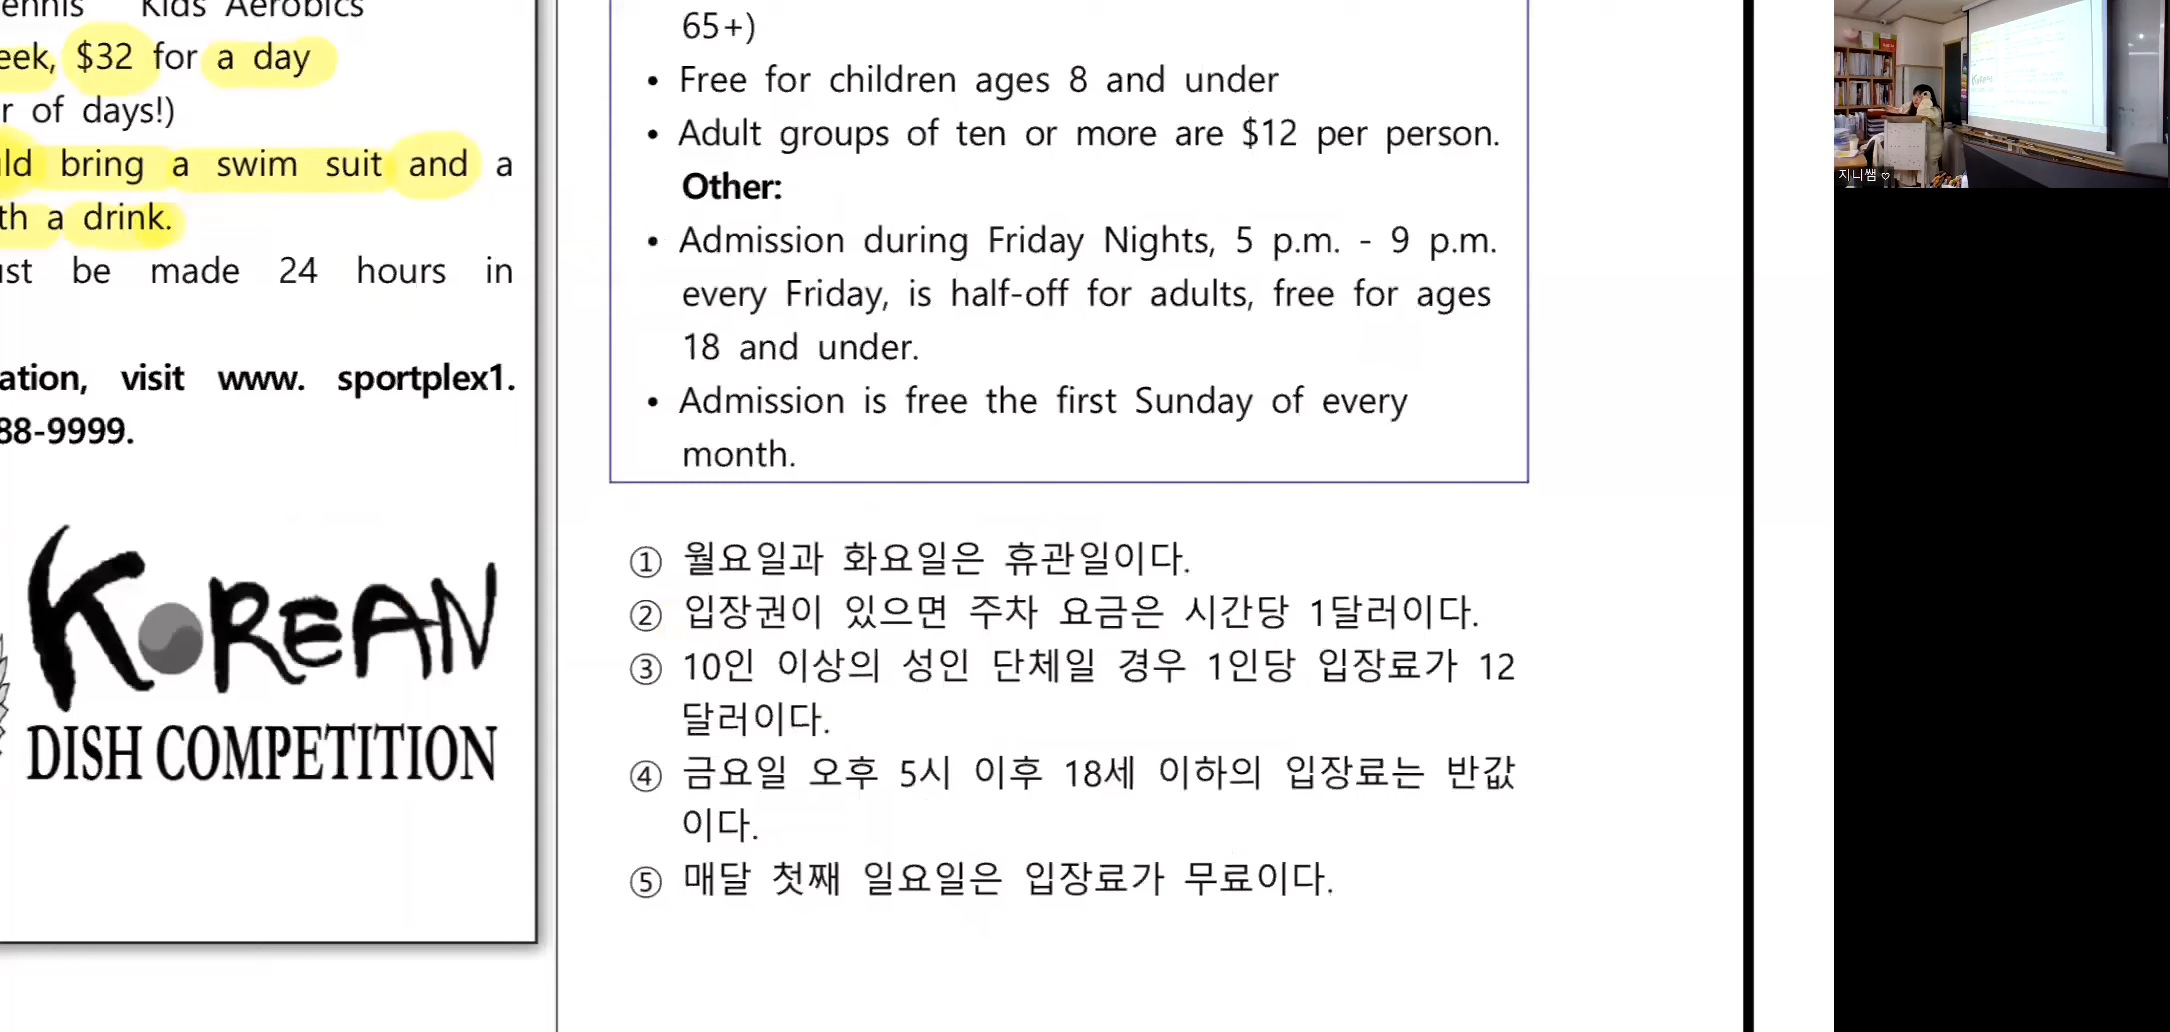 ennis Kids Aerobics
eek, $32 for a day
r of days!)
uld bring a swim suit and a
th a drink.
ust be made 24 hours in
ation, visit www. sportplex1.
88-9999.
KOREAN
DISH COMPETITION
65+)
• Free for children ages 8 and under
• Adult groups of ten or more are $12 per person.
Other:
• Admission during Friday Nights, 5 p.m. - 9 p.m.
every Friday, is half-off for adults, free for ages
18 and under.
• Admission is free the first Sunday of every
month.
① 월요일과 화요일은 휴관일이다.
② 입장권이 있으면 주차 요금은 시간당 1달러이다.
③ 10인 이상의 성인 단체일 경우 1인당 입장료가 12
달러이다.
④ 금요일 오후 5시 이후 18세 이하의 입장료는 반값
이다.
⑤ 매달 첫째 일요일은 입장료가 무료이다.
지니쌤 ♡